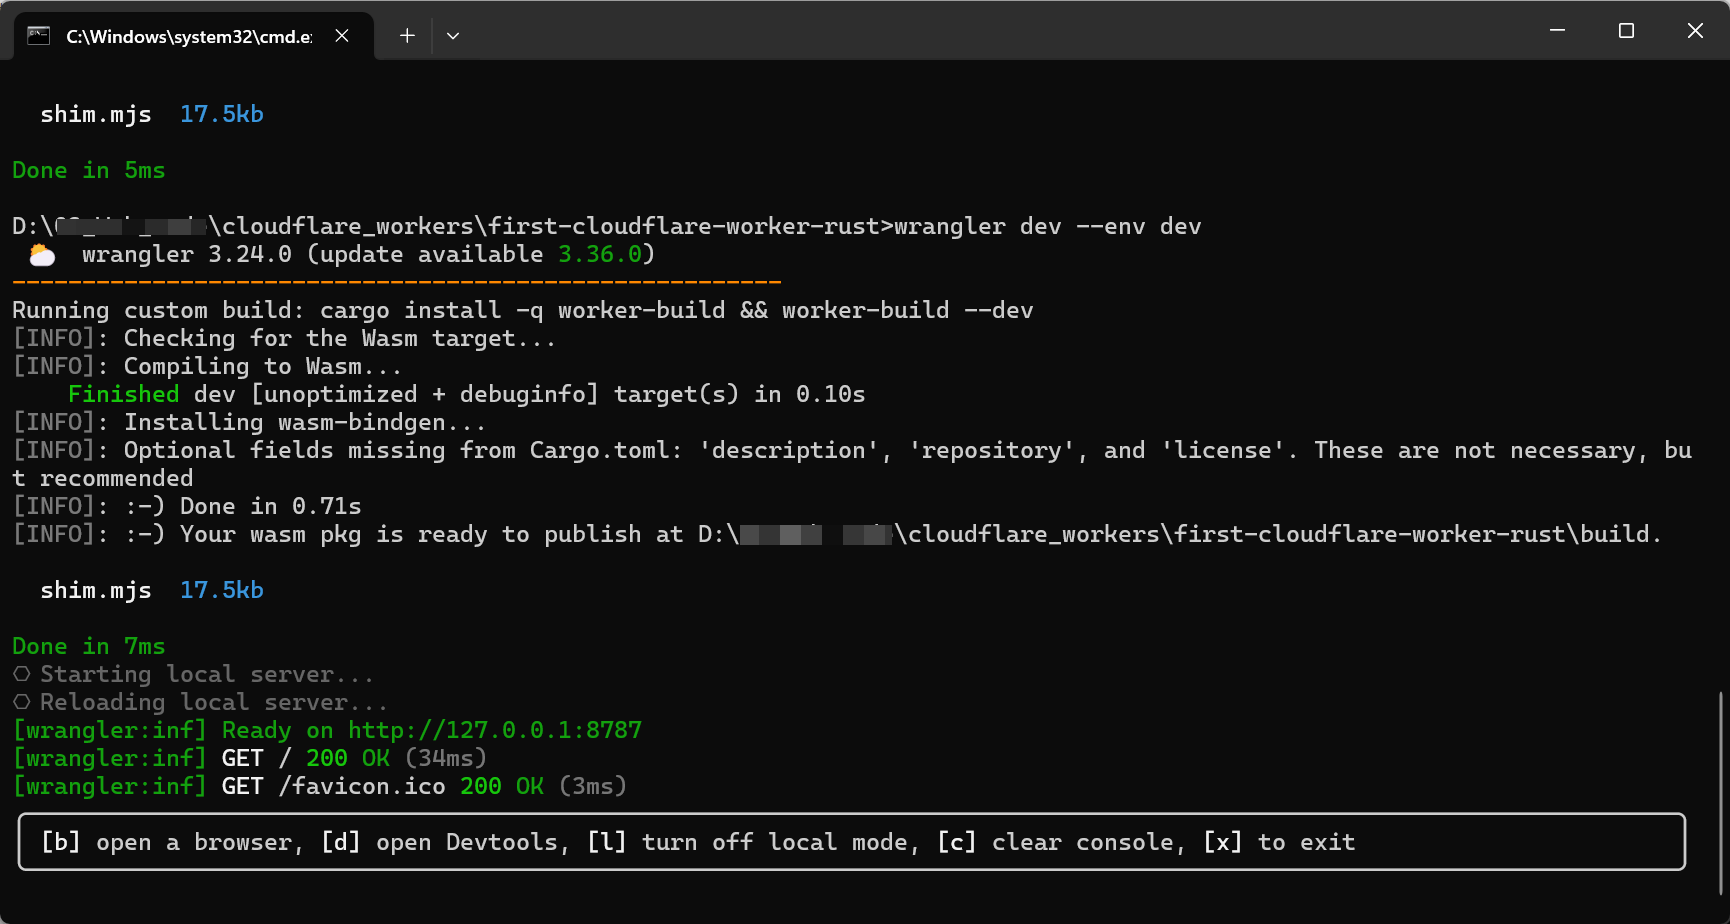 C:\Windows\system32\cmd.e
shim.mjs 17.5kb
Done in 5ms
D:\ \cloudflare_workers\first-cloudflare-worker-rust>wrangler dev --env dev
wrangler 3.24.0 (update available 3.36.0)
-------------------------------------------------------
Running custom build: cargo install -q worker-build && worker-build --dev
[INFO]: Checking for the Wasm target...
[INFO]: Compiling to Wasm...
Finished dev [unoptimized + debuginfo] target(s) in 0.10s
[INFO]: Installing wasm-bindgen...
[INFO]: Optional fields missing from Cargo.toml: 'description', 'repository', and 'license'. These are not necessary, bu
t recommended
[INFO]: :-) Done in 0.71s
[INFO]: :-) Your wasm pkg is ready to publish at D:\ \cloudflare_workers\first-cloudflare-worker-rust\build.
shim.mjs 17.5kb
Done in 7ms
⎔ Starting local server...
⎔ Reloading local server...
[wrangler:inf] Ready on http://127.0.0.1:8787
[wrangler:inf] GET / 200 OK (34ms)
[wrangler:inf] GET /favicon.ico 200 OK (3ms)
[b] open a browser, [d] open Devtools, [l] turn off local mode, [c] clear console, [x] to exit